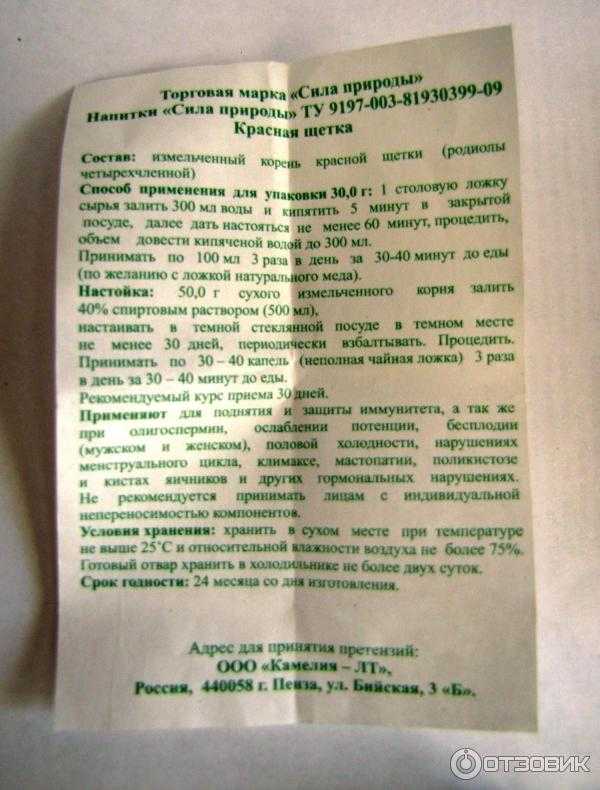 Торговая марка «Сила природы»
Напитки «Сила природы» ТУ 9197-003-81930399-09
Красная щетка
Состав: измельченный корень красной щетки (родиолы
четырехчленной)
Способ применения для упаковки 30,0 г: 1 столовую ложку
сырья залить 300 мл воды и кипятить 5 минут в закрытой
посуде, далее дать настояться не менее 60 минут, процедить,
объем довести кипяченой водой до 300 мл.
Принимать по 100 мл 3 раза в день за 30-40 минут до еды
(по желанию с ложкой натурального меда).
Настойка: 50,0 г сухого измельченного корня залить
40% спиртовым раствором (500 мл),
настаивать в темной стеклянной посуде в темном месте
не менее 30 дней, периодически взбалтывать. Процедить.
Принимать по 30 – 40 капель (неполная чайная ложка) 3 раза
в день за 30 – 40 минут до еды.
Рекомендуемый курс приема 30 дней.
Применяют для поднятия и защиты иммунитета, а так же
при олигоспермии, ослаблении потенции, бесплодии
(мужском и женском), половой холодности, нарушениях
менструального цикла, климаксе, мастопатии, поликистозе
и кистах яичников и других гормональных нарушениях.
Не рекомендуется принимать лицам с индивидуальной
непереносимостью компонентов.
Условия хранения: хранить в сухом месте при температуре
не выше 25°С и относительной влажности воздуха не более 75%.
Готовый отвар хранить в холодильнике не более двух суток.
Срок годности: 24 месяца со дня изготовления.
Адрес для принятия претензий:
ООО «Камелия – ЛТ»,
Россия, 440058 г. Пенза, ул. Бийская, 3 «Б».
ОТЗОВИК